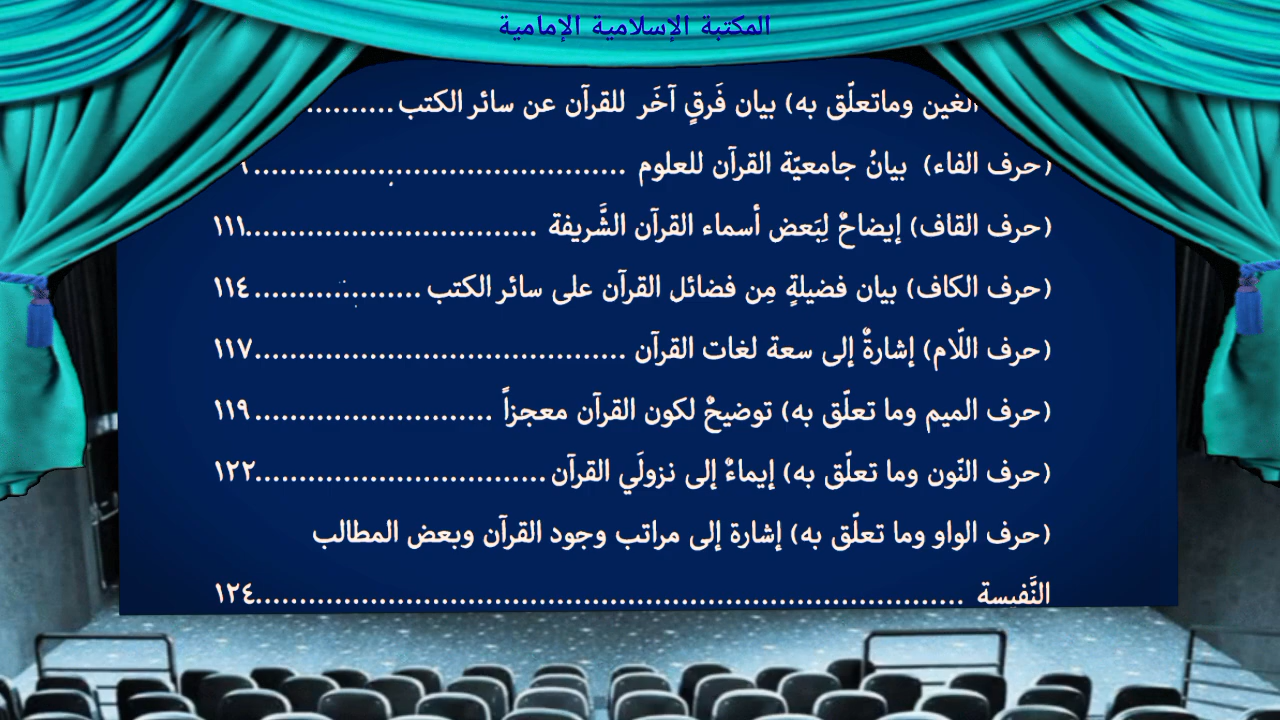 المكتبة الإسلامية الإمامية
الغين وماتعلّق به) بيان فَرقٍ آخَر للقرآن عن سائر الكتب..........
(حرف الفاء) بيانُ جامعيّة القرآن للعلوم ..........................................
(حرف القاف) إيضاحٌ لِبَعض أسماء القرآن الشَّريفة .................................١١١
(حرف الكاف) بيان فضيلةٍ مِن فضائل القرآن على سائر الكتب ...................١١٤
(حرف اللّام) إشارةٌ إلى سعة لغات القرآن ..........................................١١٧
(حرف الميم وما تعلّق به) توضيحٌ لكون القرآن معجزاً ...........................١١٩
(حرف النّون وما تعلّق به) إيماءٌ إلى نزولَي القرآن .................................١٢٢
(حرف الواو وما تعلّق به) إشارة إلى مراتب وجود القرآن وبعض المطالب
النَّفيسة ................................................................................١٢٤